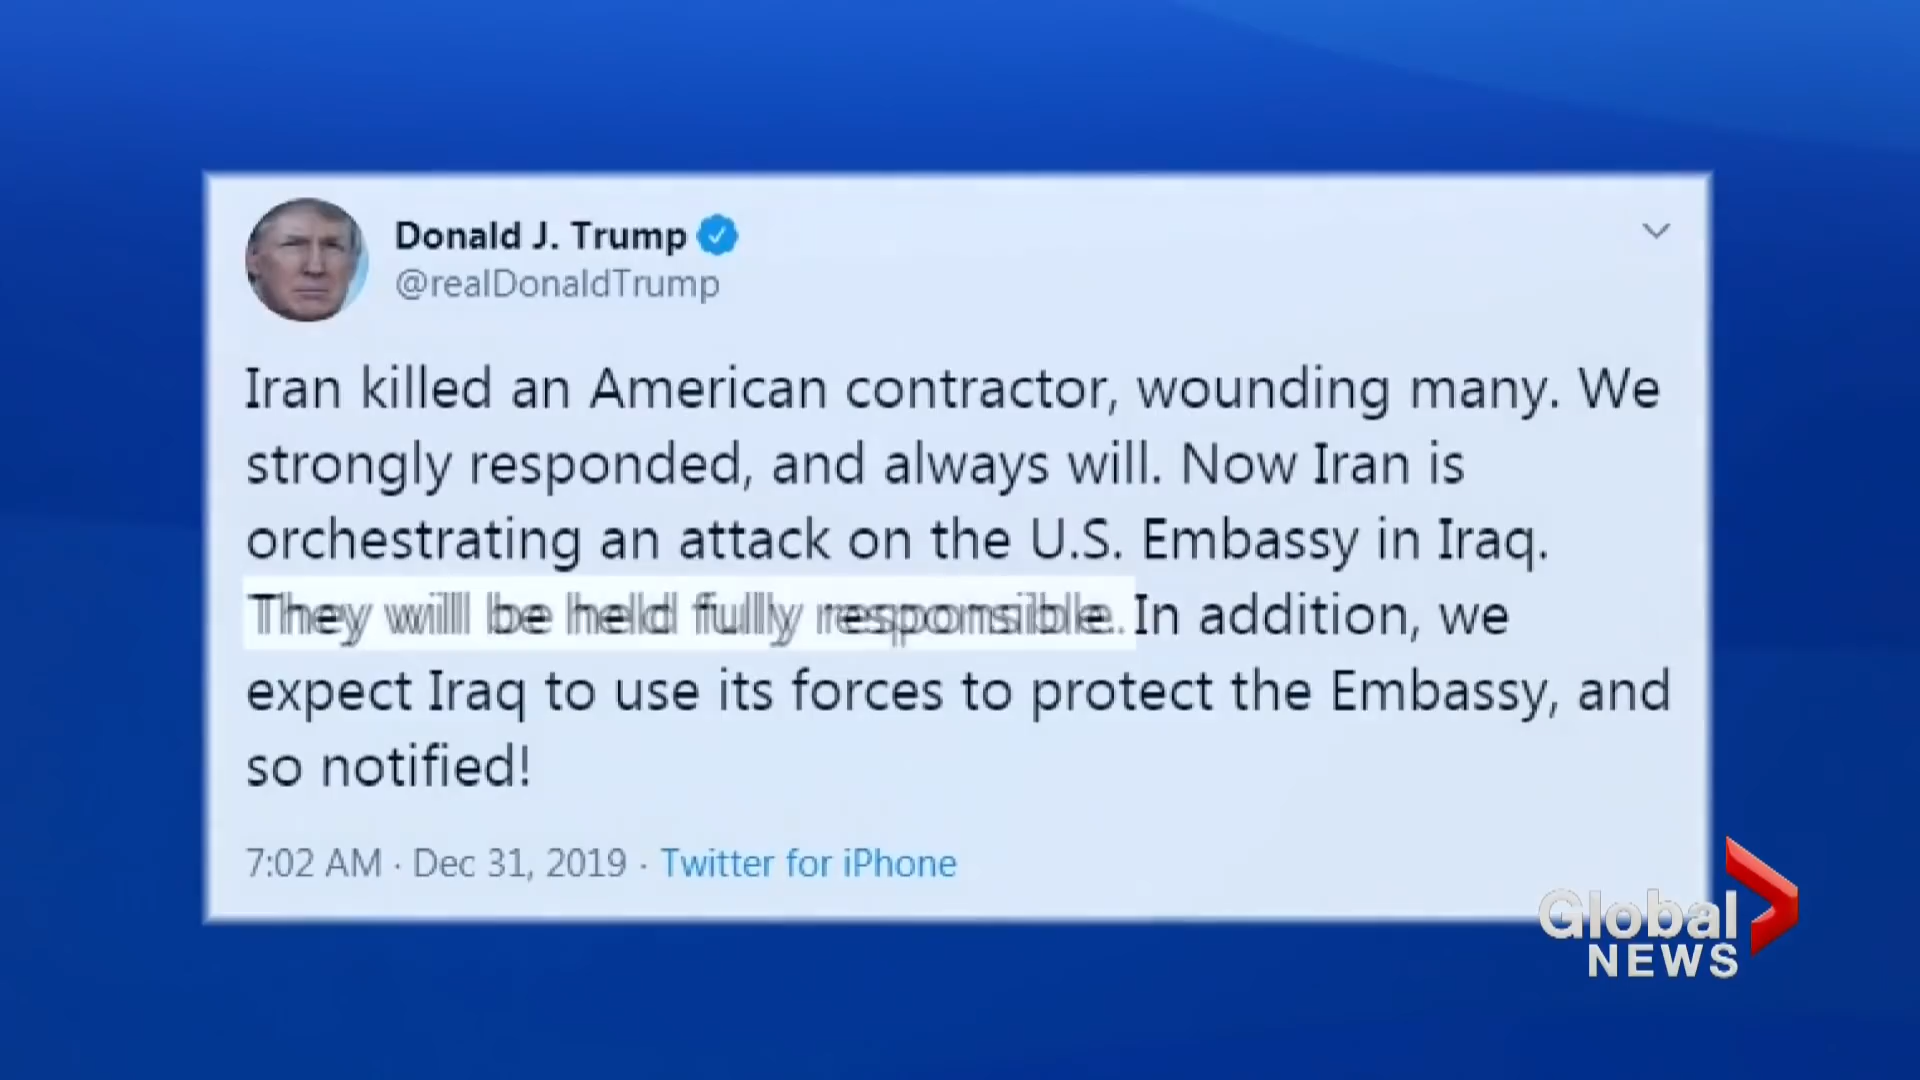 Donald J. Trump
@realDonaldTrump
Iran killed an American contractor, wounding many. We
strongly responded, and always will. Now Iran is
orchestrating an attack on the U.S. Embassy in Iraq.
They will be held fully responsible. In addition, we
expect Iraq to use its forces to protect the Embassy, and
so notified!
7:02 AM · Dec 31, 2019 · Twitter for iPhone
Global
NEWS